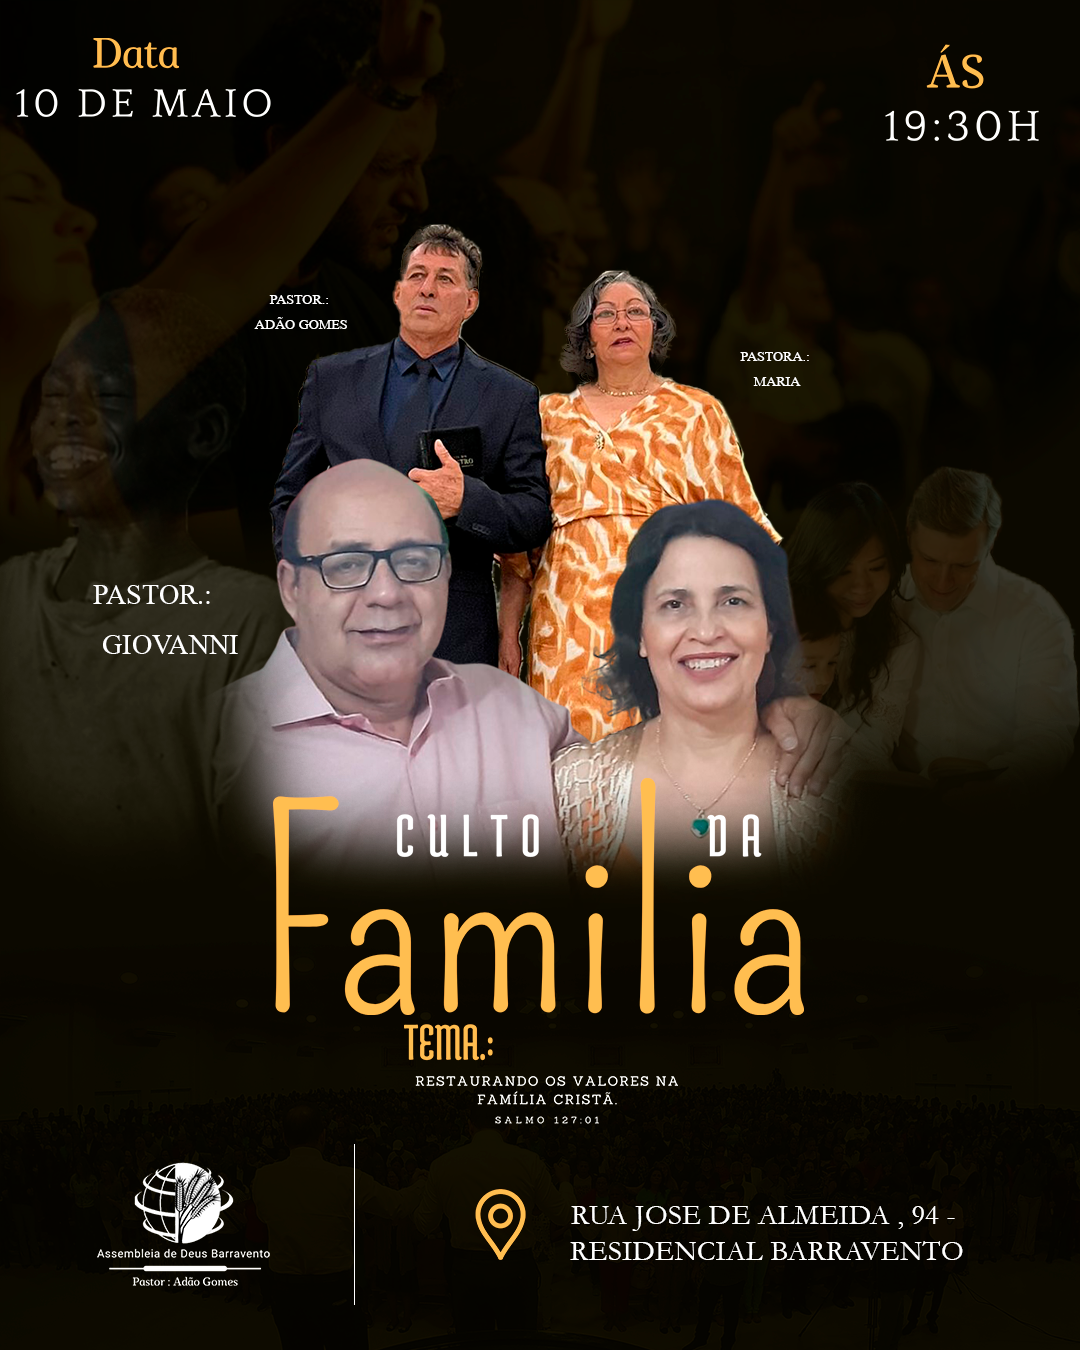 Data
10 DE MAIO
ÁS
19:30H
PASTOR.:
ADÃO GOMES
PASTORA.:
MARIA
PASTOR.:
GIOVANNI
CULTO DA
Familia
TEMA.:
RESTAURANDO OS VALORES NA
FAMÍLIA CRISTÃ.
SALMO 127:01
Assembleia de Deus Barravento
Pastor : Adão Gomes
RUA JOSE DE ALMEIDA , 94 -
RESIDENCIAL BARRAVENTO